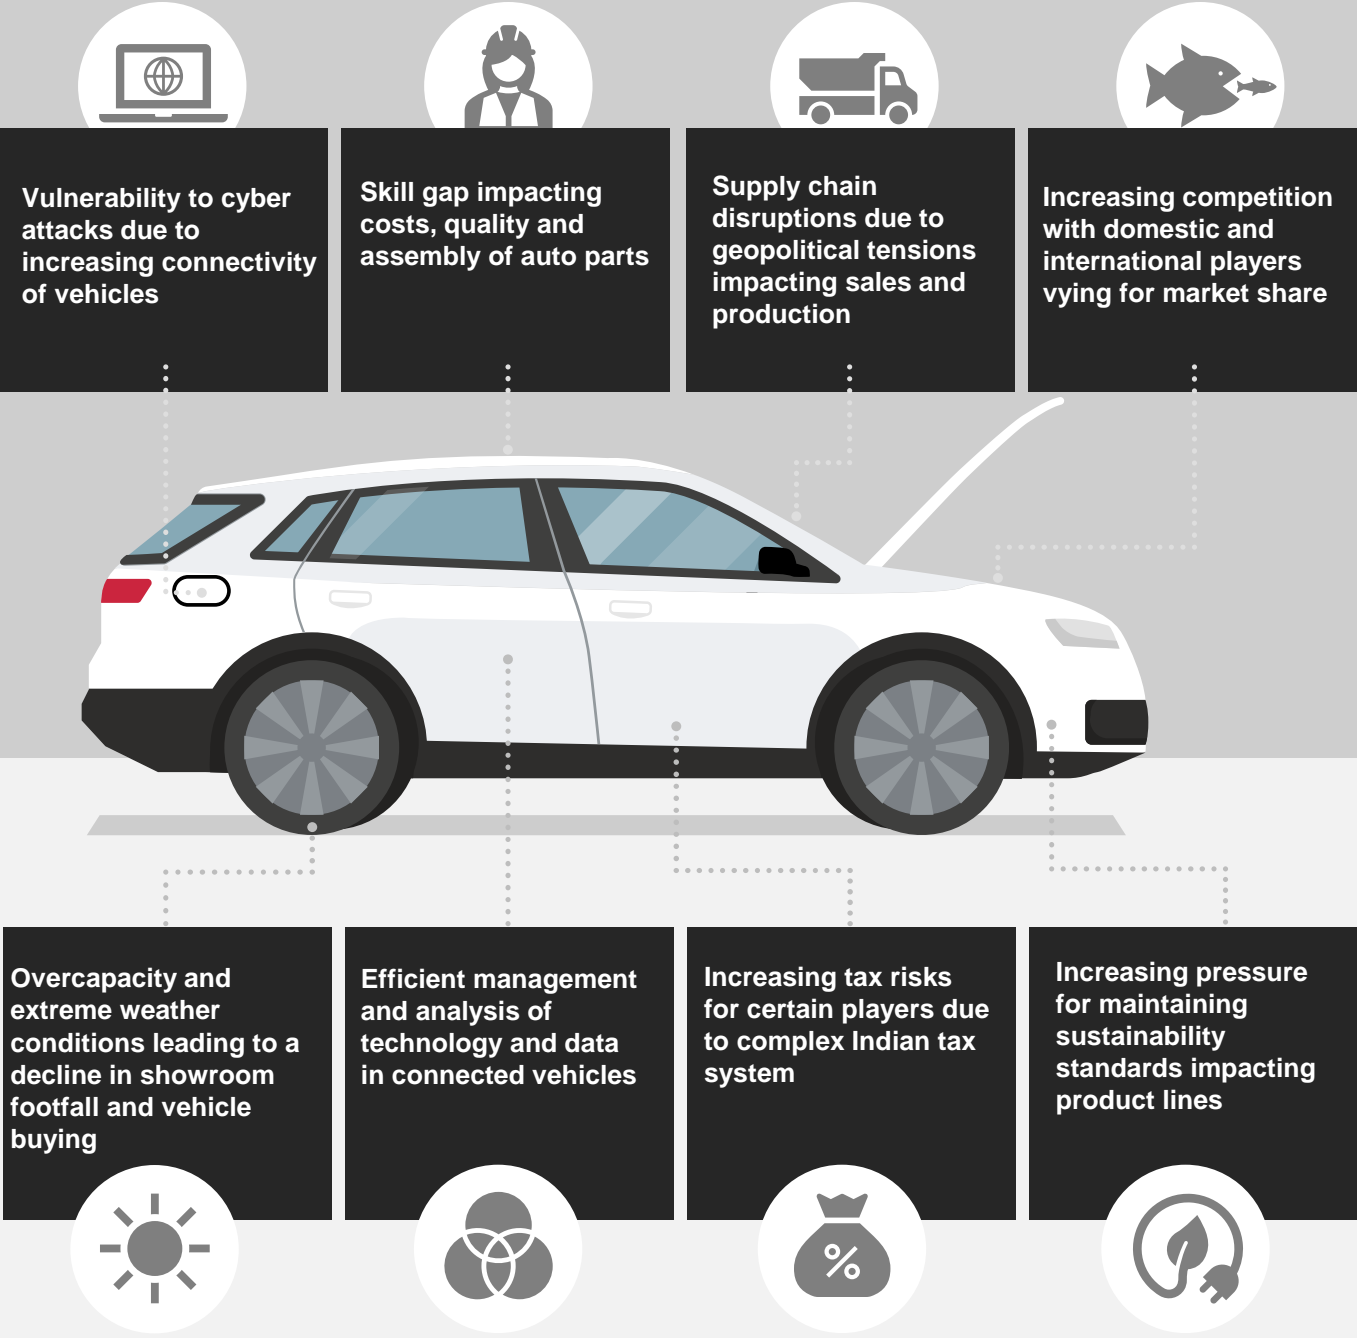 Vulnerability to cyber
attacks due to
increasing connectivity
of vehicles
Skill gap impacting
costs, quality and
assembly of auto parts
Supply chain
disruptions due to
geopolitical tensions
impacting sales and
production
Increasing competition
with domestic and
international players
vying for market share
Overcapacity and
extreme weather
conditions leading to a
decline in showroom
footfall and vehicle
buying
Efficient management
and analysis of
technology and data
in connected vehicles
Increasing tax risks
for certain players due
to complex Indian tax
system
Increasing pressure
for maintaining
sustainability
standards impacting
product lines
%